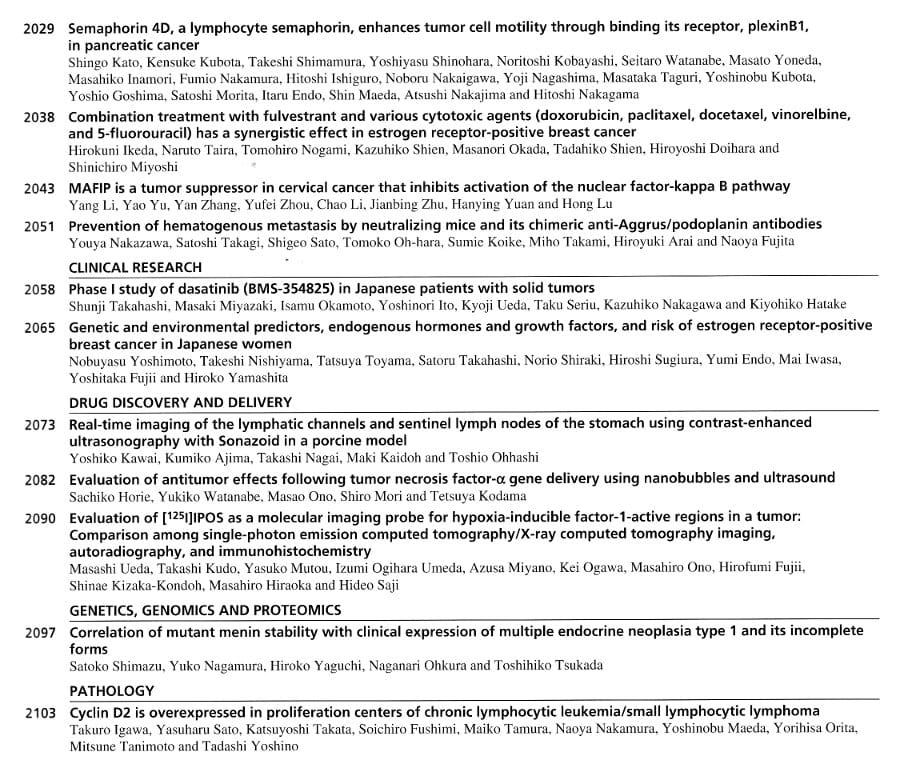 2029 Semaphorin 4D, a lymphocyte semaphorin, enhances tumor cell motility through binding its receptor, plexinB1,
in pancreatic cancer
Shingo Kato, Kensuke Kubota, Takeshi Shimamura, Yoshiyasu Shinohara, Noritoshi Kobayashi, Seitaro Watanabe, Masato Yoneda,
Masahiko Inamori, Fumio Nakamura, Hitoshi Ishiguro, Noboru Nakaigawa, Yoji Nagashima, Masataka Taguri, Yoshinobu Kubota,
Yoshio Goshima, Satoshi Morita, Itaru Endo, Shin Maeda, Atsushi Nakajima and Hitoshi Nakagama
2038 Combination treatment with fulvestrant and various cytotoxic agents (doxorubicin, paclitaxel, docetaxel, vinorelbine,
and 5-fluorouracil) has a synergistic effect in estrogen receptor-positive breast cancer
Hirokuni Ikeda, Naruto Taira, Tomohiro Nogami, Kazuhiko Shien, Masanori Okada, Tadahiko Shien, Hiroyoshi Doihara and
Shinichiro Miyoshi
2043 MAFIP is a tumor suppressor in cervical cancer that inhibits activation of the nuclear factor-kappa B pathway
Yang Li, Yao Yu, Yan Zhang, Yufei Zhou, Chao Li, Jianbing Zhu, Hanying Yuan and Hong Lu
2051 Prevention of hematogenous metastasis by neutralizing mice and its chimeric anti-Aggrus/podoplanin antibodies
Youya Nakazawa, Satoshi Takagi, Shigeo Sato, Tomoko Oh-hara, Sumie Koike, Miho Takami, Hiroyuki Arai and Naoya Fujita
CLINICAL RESEARCH
2058 Phase I study of dasatinib (BMS-354825) in Japanese patients with solid tumors
Shunji Takahashi, Masaki Miyazaki, Isamu Okamoto, Yoshinori Ito, Kyoji Ueda, Taku Seriu, Kazuhiko Nakagawa and Kiyohiko Hatake
2065 Genetic and environmental predictors, endogenous hormones and growth factors, and risk of estrogen receptor-positive
breast cancer in Japanese women
Nobuyasu Yoshimoto, Takeshi Nishiyama, Tatsuya Toyama, Satoru Takahashi, Norio Shiraki, Hiroshi Sugiura, Yumi Endo, Mai Iwasa,
Yoshitaka Fujii and Hiroko Yamashita
DRUG DISCOVERY AND DELIVERY
2073 Real-time imaging of the lymphatic channels and sentinel lymph nodes of the stomach using contrast-enhanced
ultrasonography with Sonazoid in a porcine model
Yoshiko Kawai, Kumiko Ajima, Takashi Nagai, Maki Kaidoh and Toshio Ohhashi
2082 Evaluation of antitumor effects following tumor necrosis factor-α gene delivery using nanobubbles and ultrasound
Sachiko Horie, Yukiko Watanabe, Masao Ono, Shiro Mori and Tetsuya Kodama
2090 Evaluation of [¹²⁵I]IPOS as a molecular imaging probe for hypoxia-inducible factor-1-active regions in a tumor:
Comparison among single-photon emission computed tomography/X-ray computed tomography imaging,
autoradiography, and immunohistochemistry
Masashi Ueda, Takashi Kudo, Yasuko Mutou, Izumi Ogihara Umeda, Azusa Miyano, Kei Ogawa, Masahiro Ono, Hirofumi Fujii,
Shinae Kizaka-Kondoh, Masahiro Hiraoka and Hideo Saji
GENETICS, GENOMICS AND PROTEOMICS
2097 Correlation of mutant menin stability with clinical expression of multiple endocrine neoplasia type 1 and its incomplete
forms
Satoko Shimazu, Yuko Nagamura, Hiroko Yaguchi, Naganari Ohkura and Toshihiko Tsukada
PATHOLOGY
2103 Cyclin D2 is overexpressed in proliferation centers of chronic lymphocytic leukemia/small lymphocytic lymphoma
Takuro Igawa, Yasuharu Sato, Katsuyoshi Takata, Soichiro Fushimi, Maiko Tamura, Naoya Nakamura, Yoshinobu Maeda, Yorihisa Orita,
Mitsune Tanimoto and Tadashi Yoshino